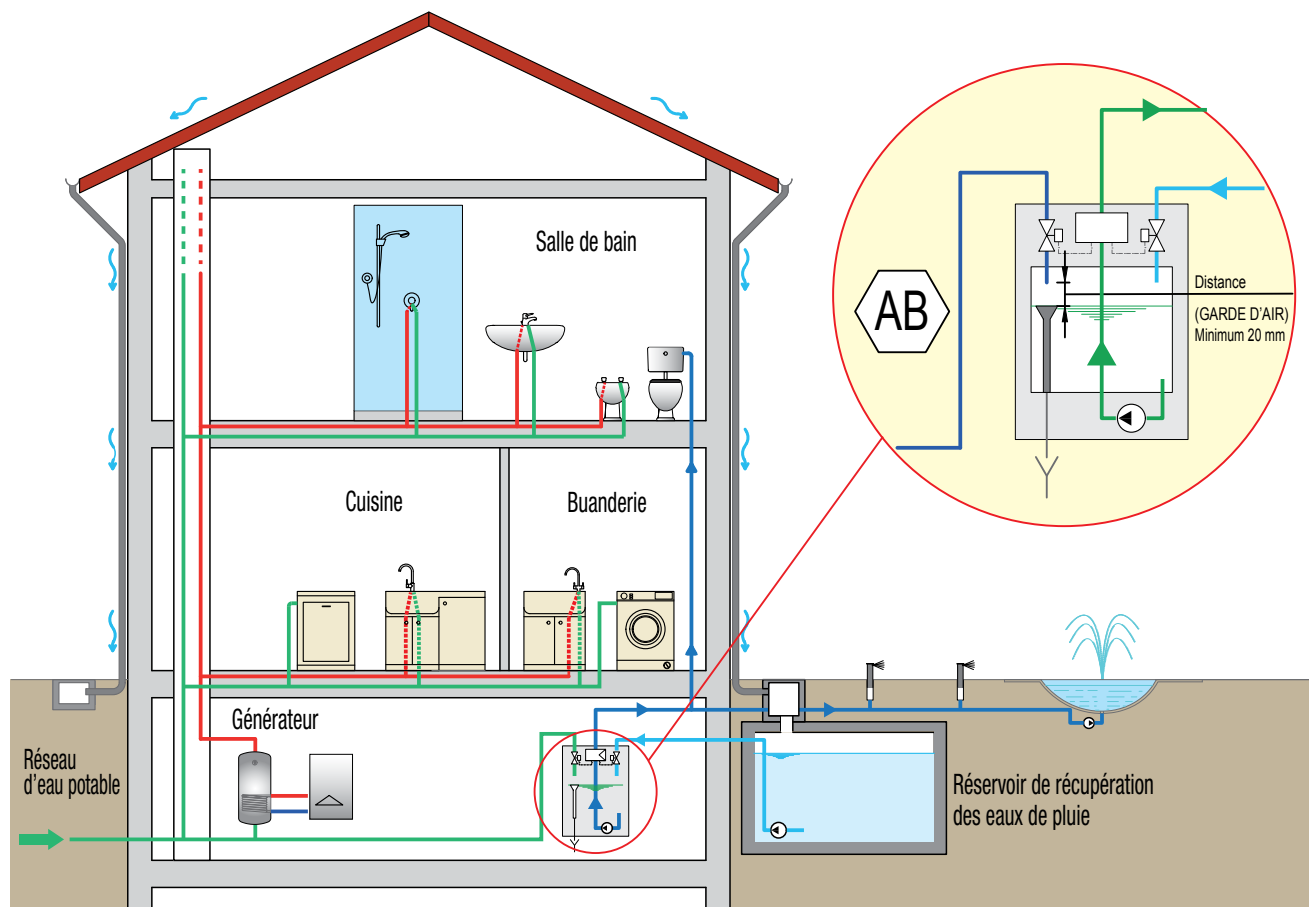 Salle de bain
Cuisine
Buanderie
Générateur
Réseau
d'eau potable
AB
Distance
(GARDE D'AIR)
Minimum 20 mm
Réservoir de récupération
des eaux de pluie